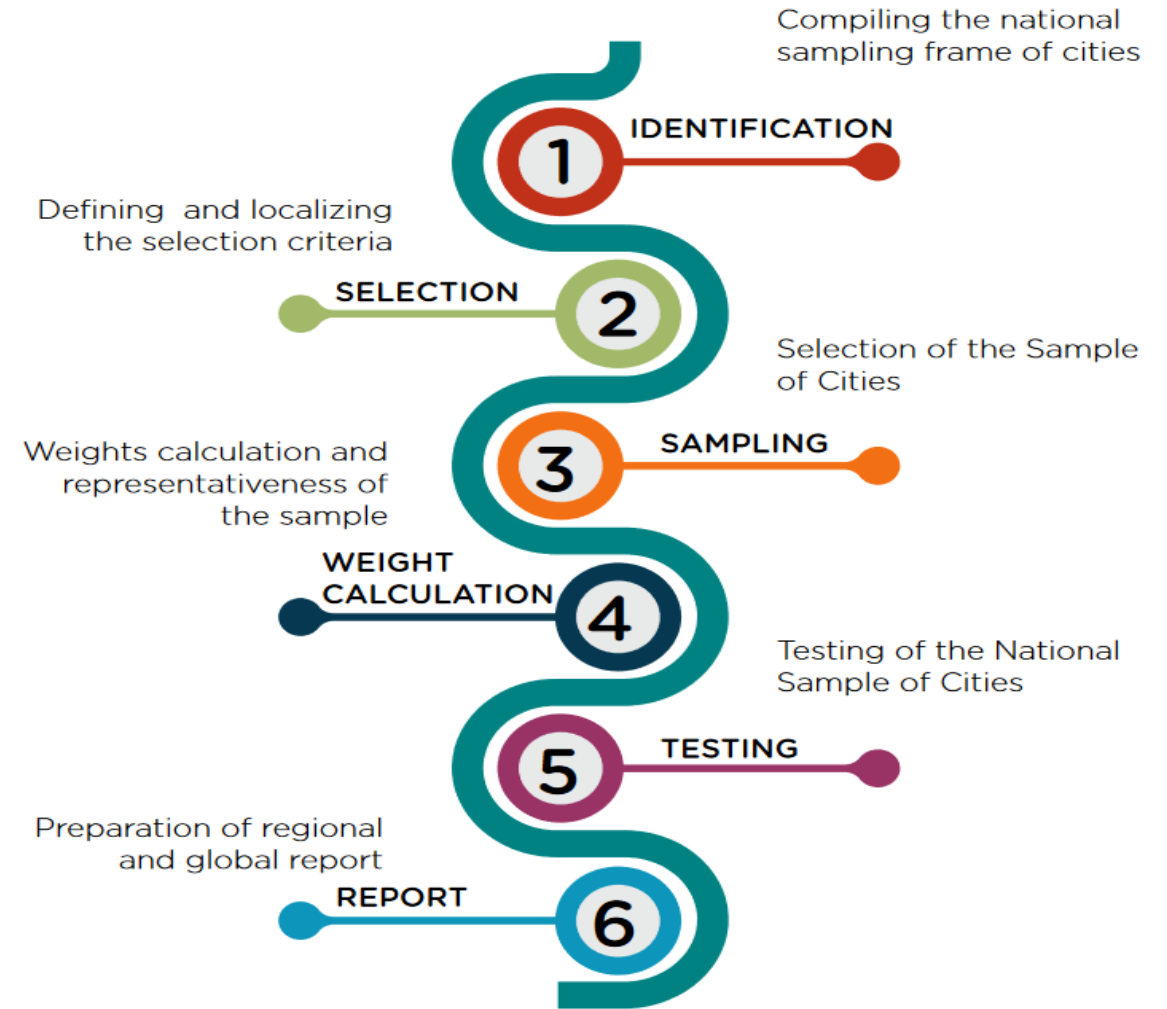 Compiling the national
sampling frame of cities
IDENTIFICATION
1
Defining and localizing
the selection criteria
SELECTION
2
Selection of the Sample
of Cities
SAMPLING
3
Weights calculation and
representativeness of
the sample
WEIGHT
CALCULATION
4
Testing of the National
Sample of Cities
TESTING
5
Preparation of regional
and global report
REPORT
6